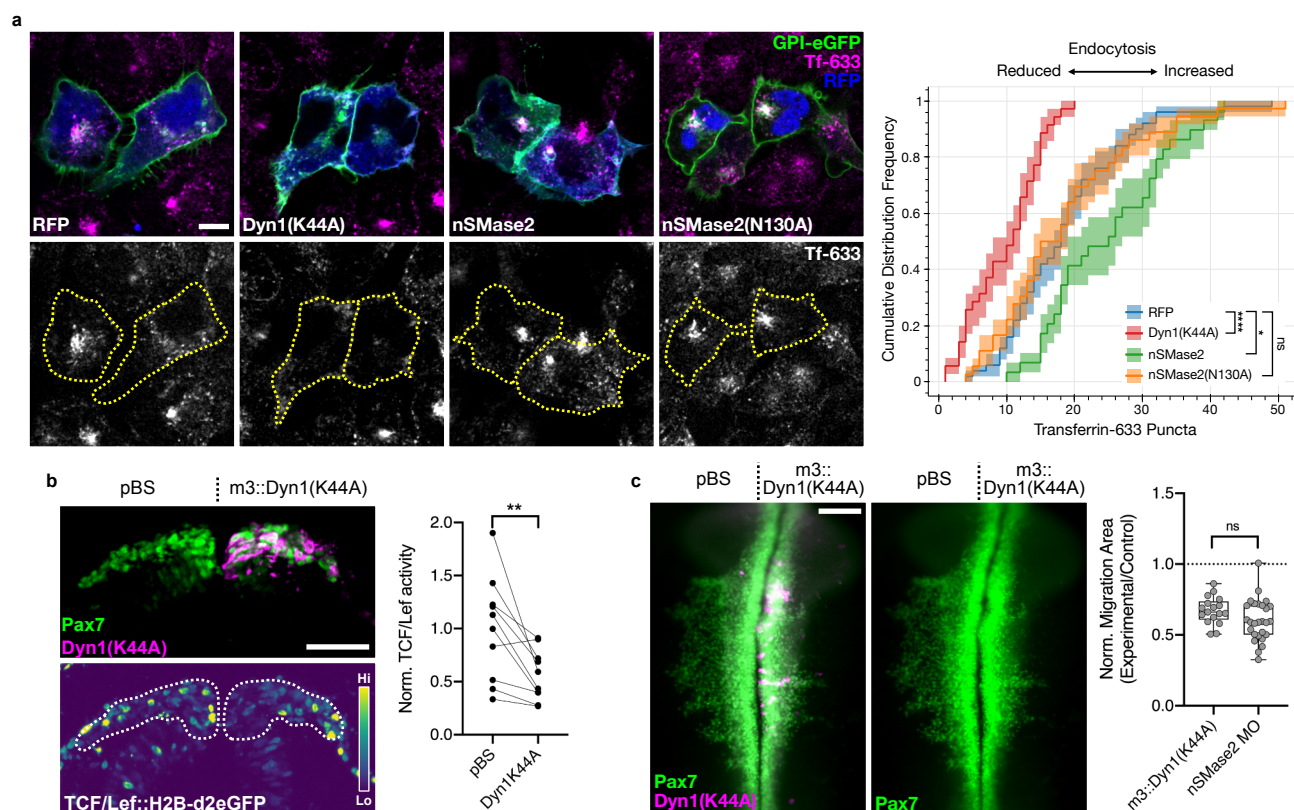 a
GPI-eGFP
Tf-633
RFP
RFP
Dyn1(K44A)
nSMase2
nSMase2(N130A)
Tf-633
Endocytosis
Reduced
Increased
Cumulative Distribution Frequency
1
0.8
0.6
0.4
0.2
0
0
10
20
30
40
50
Transferrin-633 Puncta
RFP
Dyn1(K44A)
nSMase2
nSMase2(N130A)
****
*
ns
b
pBS
m3::Dyn1(K44A)
Pax7
Dyn1(K44A)
Hi
Lo
TCF/Lef::H2B-d2eGFP
Norm. TCF/Lef activity
2.0
1.5
1.0
0.5
0.0
**
pBS
Dyn1K44A
c
pBS
m3::
Dyn1(K44A)
pBS
m3::
Dyn1(K44A)
Pax7
Dyn1(K44A)
Pax7
Norm. Migration Area
(Experimental/Control)
1.5
1.0
0.5
0.0
ns
m3::Dyn1(K44A)
nSMase2 MO